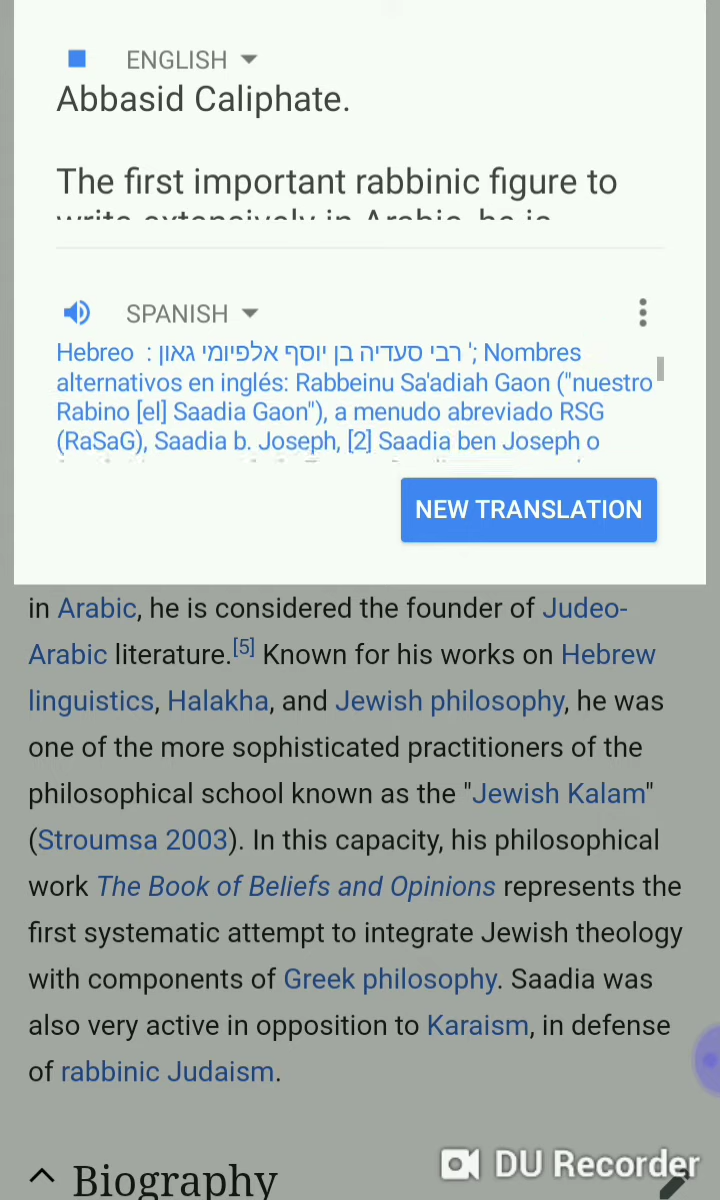 ENGLISH
Abbasid Caliphate.
The first important rabbinic figure to
write extensively in Arabic, he is
SPANISH
Hebreo : רבי סעדיה בן יוסף אלפיומי גאון '; Nombres
alternativos en inglés: Rabbeinu Sa'adiah Gaon ("nuestro
Rabino [el] Saadia Gaon"), a menudo abreviado RSG
(RaSaG), Saadia b. Joseph, [2] Saadia ben Joseph o
NEW TRANSLATION
in Arabic, he is considered the founder of Judeo-
Arabic literature.[5] Known for his works on Hebrew
linguistics, Halakha, and Jewish philosophy, he was
one of the more sophisticated practitioners of the
philosophical school known as the "Jewish Kalam"
(Stroumsa 2003). In this capacity, his philosophical
work The Book of Beliefs and Opinions represents the
first systematic attempt to integrate Jewish theology
with components of Greek philosophy. Saadia was
also very active in opposition to Karaism, in defense
of rabbinic Judaism.
Biography
DU Recorder